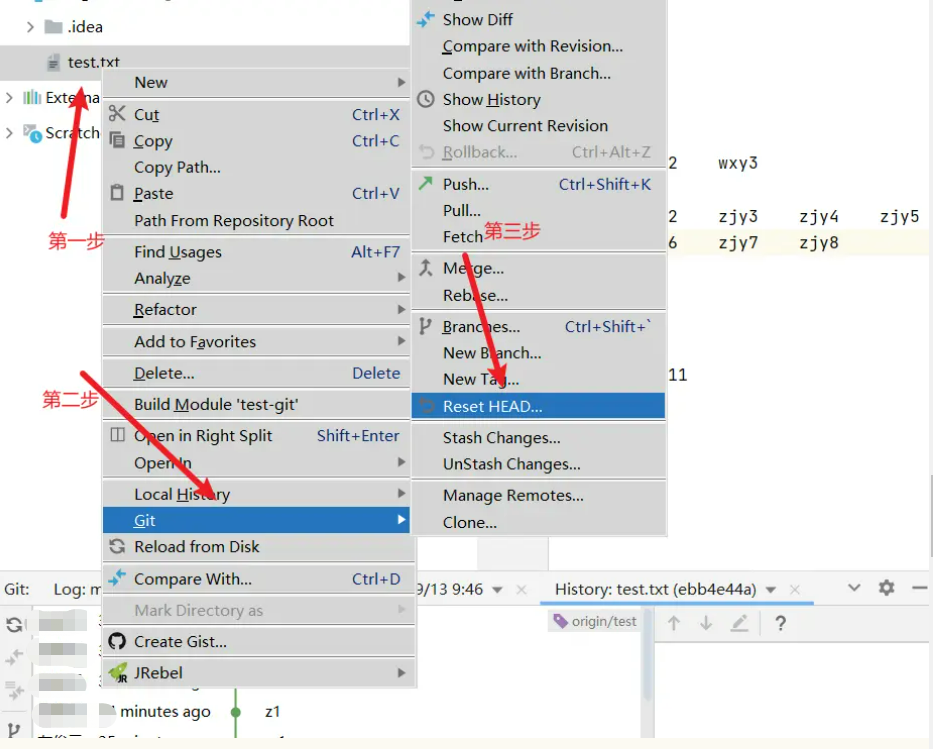 .idea
test.txt
Externa
Scratch
第一步
第二步
New
Cut Ctrl+X
Copy Ctrl+C
Copy Path...
Paste Ctrl+V
Path From Repository Root
Find Usages Alt+F7
Analyze
Refactor
Add to Favorites
Delete... Delete
Build Module 'test-git'
Open in Right Split Shift+Enter
Open In
Local History
Git
Reload from Disk
Compare With... Ctrl+D
Mark Directory as
Create Gist...
JRebel
Show Diff
Compare with Revision...
Compare with Branch...
Show History
Show Current Revision
Rollback... Ctrl+Alt+Z
Push... Ctrl+Shift+K
Pull...
Fetch
第三步
Merge...
Rebase...
Branches... Ctrl+Shift+`
New Branch...
New Tag...
Reset HEAD...
Stash Changes...
UnStash Changes...
Manage Remotes...
Clone...
2 wxy3
2 zjy3 zjy4 zjy5
6 zjy7 zjy8
11
Git: Log: m 9/13 9:46 History: test.txt (ebb4e44a)
origin/test
?
minutes ago z1